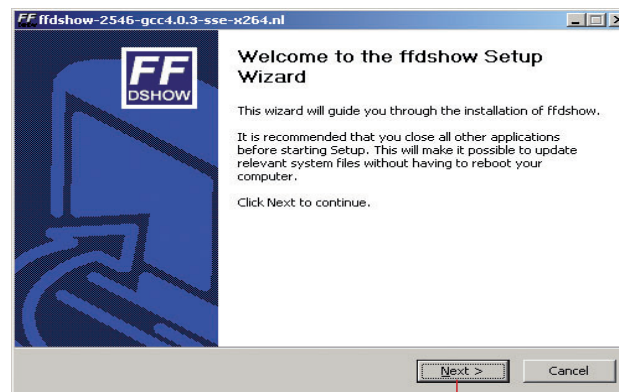 ffdshow-2546-gcc4.0.3-sse-x264.nl
FF
DSHOW
Welcome to the ffdshow Setup
Wizard
This wizard will guide you through the installation of ffdshow.
It is recommended that you close all other applications
before starting Setup. This will make it possible to update
relevant system files without having to reboot your
computer.
Click Next to continue.
Next >
Cancel